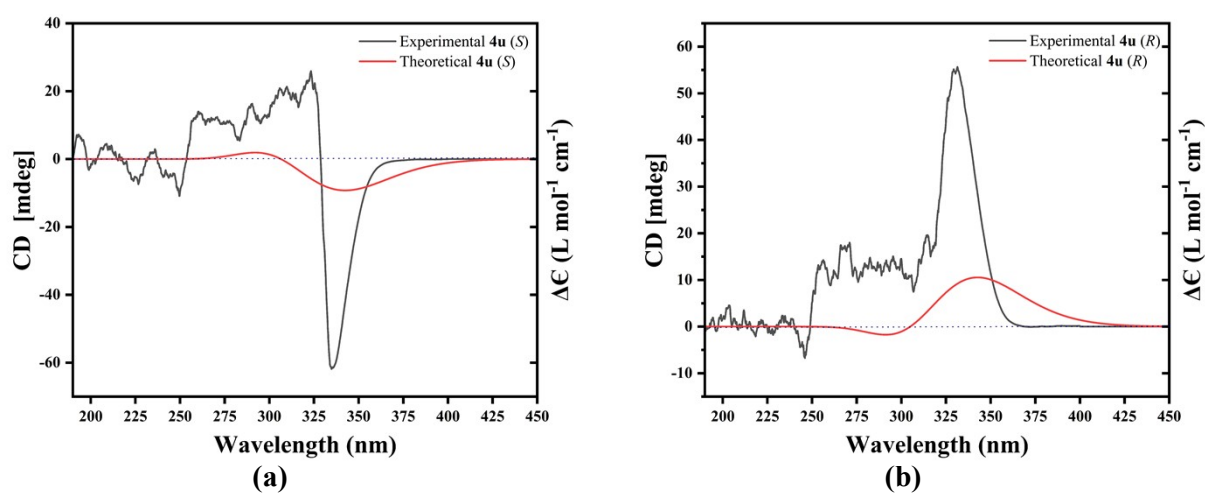 40
20
0
-20
-40
-60
CD [mdeg]
Experimental 4u (S)
Theoretical 4u (S)
ΔЄ (L mol⁻¹ cm⁻¹)
200 225 250 275 300 325 350 375 400 425 450
Wavelength (nm)
(a)
60
50
40
30
20
10
0
-10
CD [mdeg]
Experimental 4u (R)
Theoretical 4u (R)
ΔЄ (L mol⁻¹ cm⁻¹)
200 225 250 275 300 325 350 375 400 425 450
Wavelength (nm)
(b)